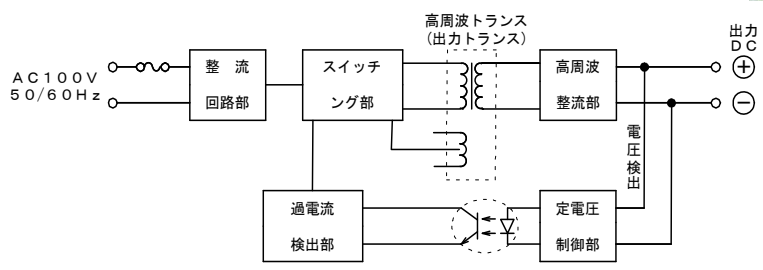 高周波トランス
(出力トランス)
出力
DC
AC100V
50/60Hz
整　流
回路部
スイッチ
ング部
高周波
整流部
⊕
⊖
電圧検出
過電流
検出部
定電圧
制御部